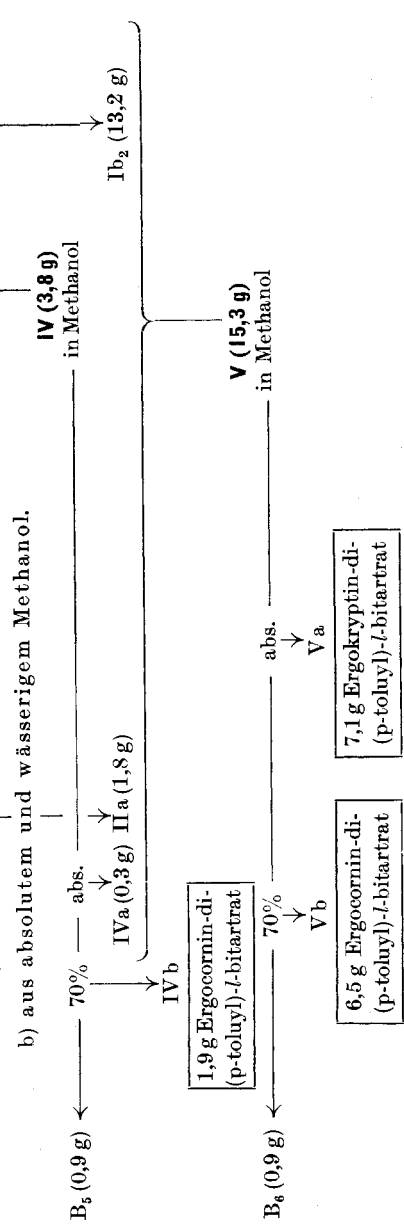 Ib₂ (13,2 g)
b) aus absolutem und wässerigem Methanol.
B₅ (0,9 g) 70% abs. IV (3,8 g)
in Methanol
IVa (0,3 g) IIa (1,8 g)
IVb
1,9 g Ergocornin-di-
(p-toluyl)-l-bitartrat
B₆ (0,9 g) 70% abs. V (15,3 g)
in Methanol
Vb Va
6,5 g Ergocornin-di-
(p-toluyl)-l-bitartrat
7,1 g Ergokryptin-di-
(p-toluyl)-l-bitartrat